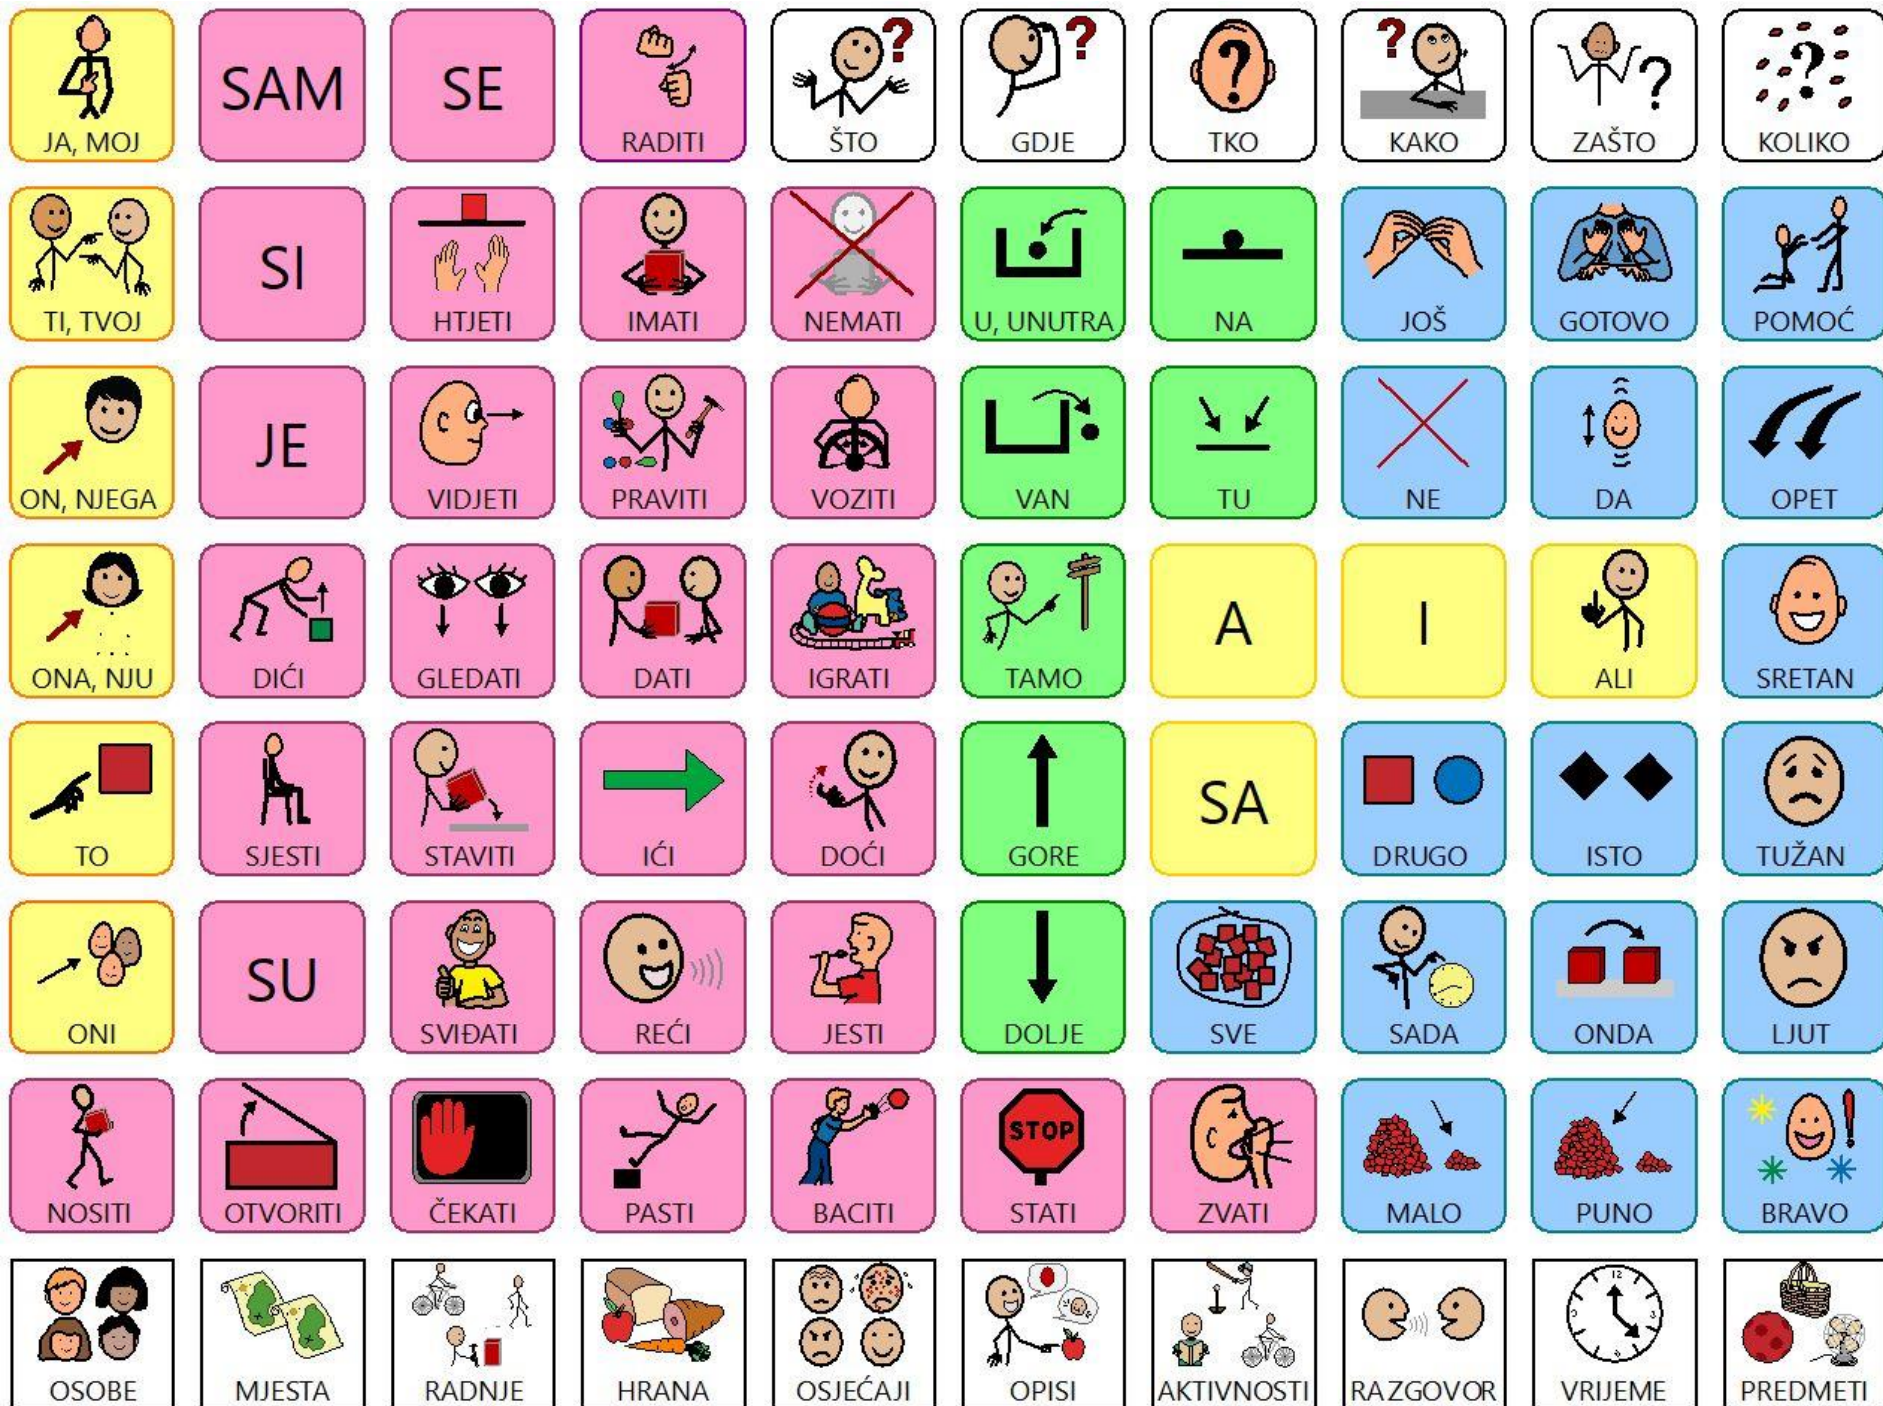 JA, MOJ
SAM
SE
RADITI
ŠTO
?
GDJE
?
TKO
?
KAKO
?
ZAŠTO
?
KOLIKO
?
TI, TVOJ
SI
HTJETI
IMATI
NEMATI
U, UNUTRA
NA
JOŠ
GOTOVO
POMOĆ
ON, NJEGA
JE
VIDJETI
PRAVITI
VOZITI
VAN
TU
NE
DA
OPET
ONA, NJU
DIĆI
GLEDATI
DATI
IGRATI
TAMO
A
I
ALI
SRETAN
TO
SJESTI
STAVITI
IĆI
DOĆI
GORE
SA
DRUGO
ISTO
TUŽAN
ONI
SU
SVIĐATI
REĆI
JESTI
DOLJE
SVE
SADA
ONDA
LJUT
NOSITI
OTVORITI
ČEKATI
PASTI
BACITI
STOP
STATI
ZVATI
MALO
PUNO
!
BRAVO
OSOBE
MJESTA
RADNJE
HRANA
OSJEĆAJI
OPISI
AKTIVNOSTI
RAZGOVOR
12
VRIJEME
PREDMETI